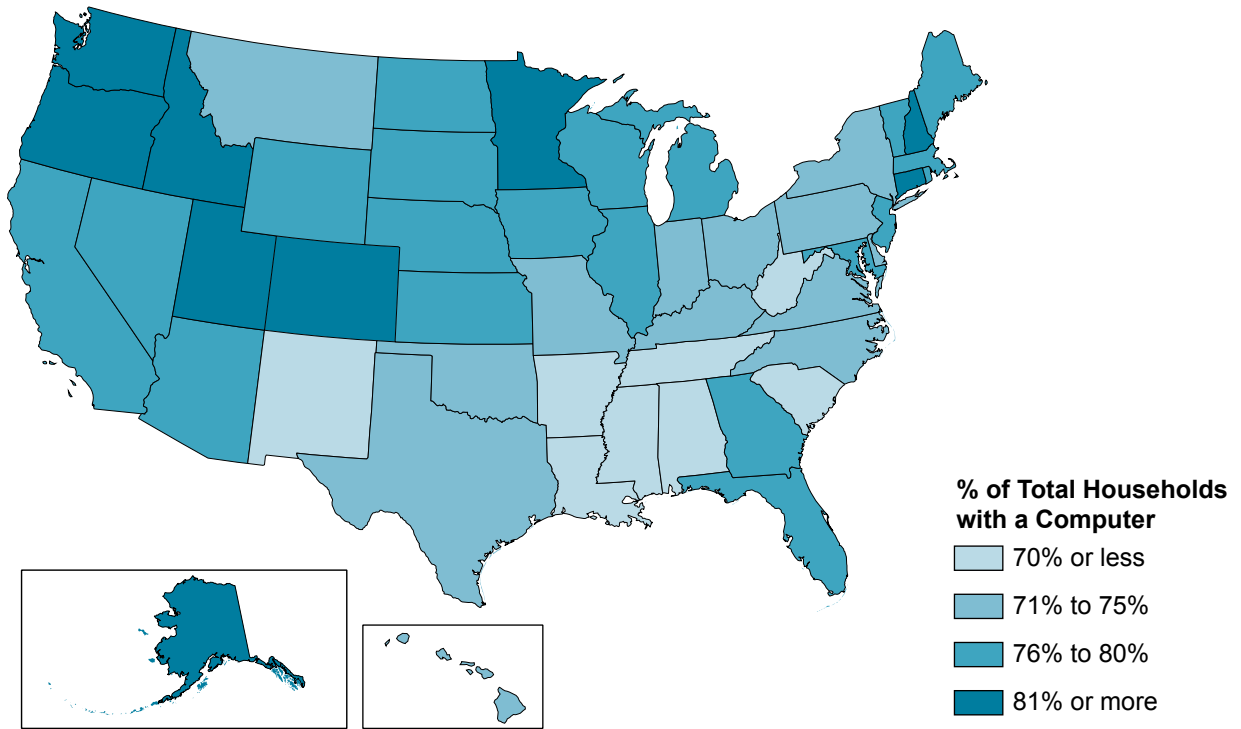 % of Total Households
with a Computer
70% or less
71% to 75%
76% to 80%
81% or more